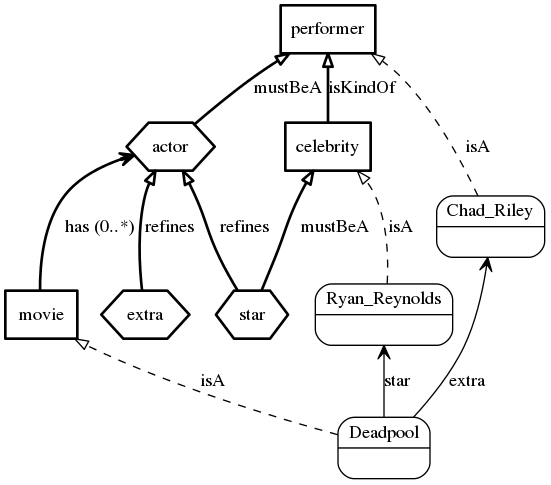 performer
mustBeA
isKindOf
actor
celebrity
isA
Chad_Riley
has (0..*)
refines
refines
mustBeA
isA
movie
extra
star
Ryan_Reynolds
isA
star
extra
Deadpool